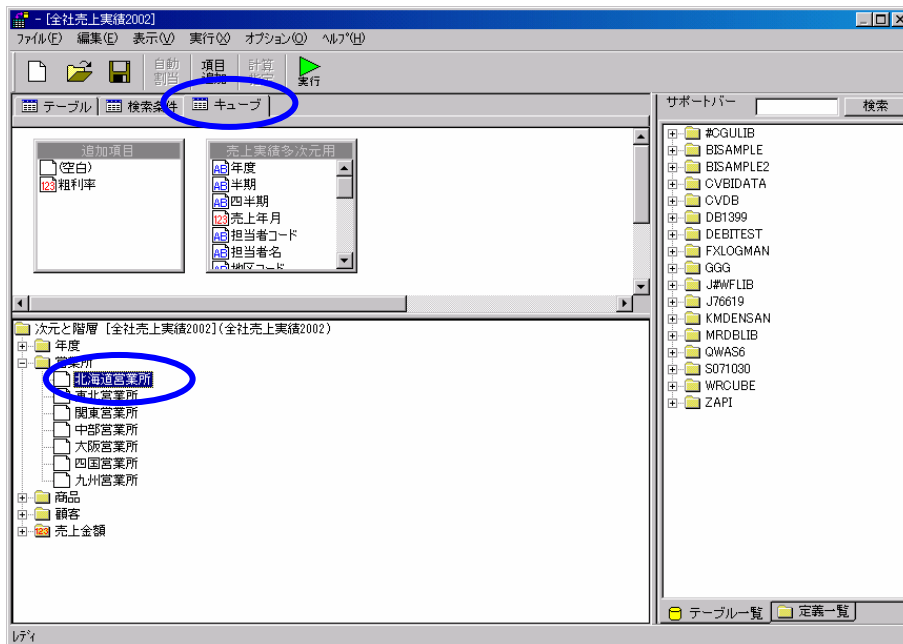 - [全社売上実績2002]
ファイル(F) 編集(E) 表示(V) 実行(X) オプション(O) ヘルプ(H)
自動割当 項目追加 計算指定 実行
テーブル 検索条件 キューブ
追加項目
(空白)
粗利率
売上実績多次元用
年度
半期
四半期
売上年月
担当者コード
担当者名
地区コード
次元と階層 [全社売上実績2002](全社売上実績2002)
年度
営業所
北海道営業所
東北営業所
関東営業所
中部営業所
大阪営業所
四国営業所
九州営業所
商品
顧客
売上金額
サポートバー 検索
#CGULIB
BISAMPLE
BISAMPLE2
CVBIDATA
CVDB
DB1399
DEBITEST
FXLOGMAN
GGG
J#WFLIB
J76619
KMDENSAN
MRDBLIB
QWAS6
S071030
WRCUBE
ZAPI
テーブル一覧 定義一覧
レディ